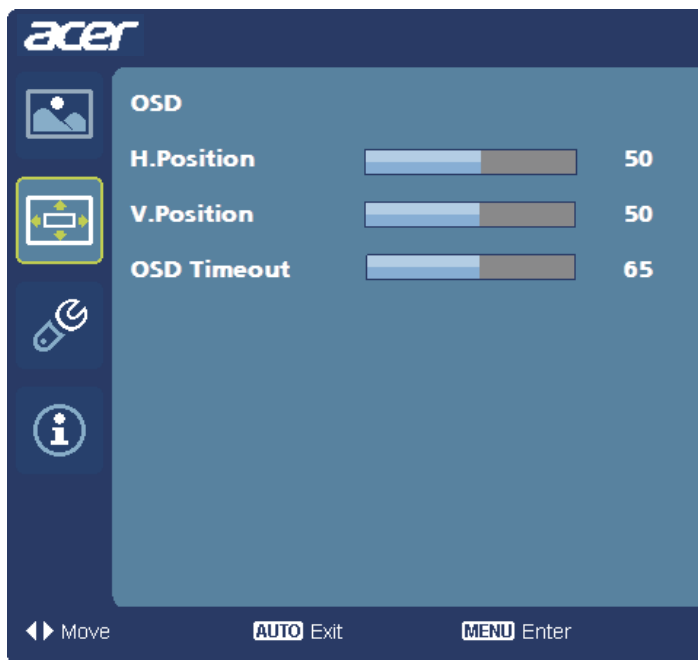 acer
OSD
H.Position 50
V.Position 50
OSD Timeout 65
Move AUTO Exit MENU Enter